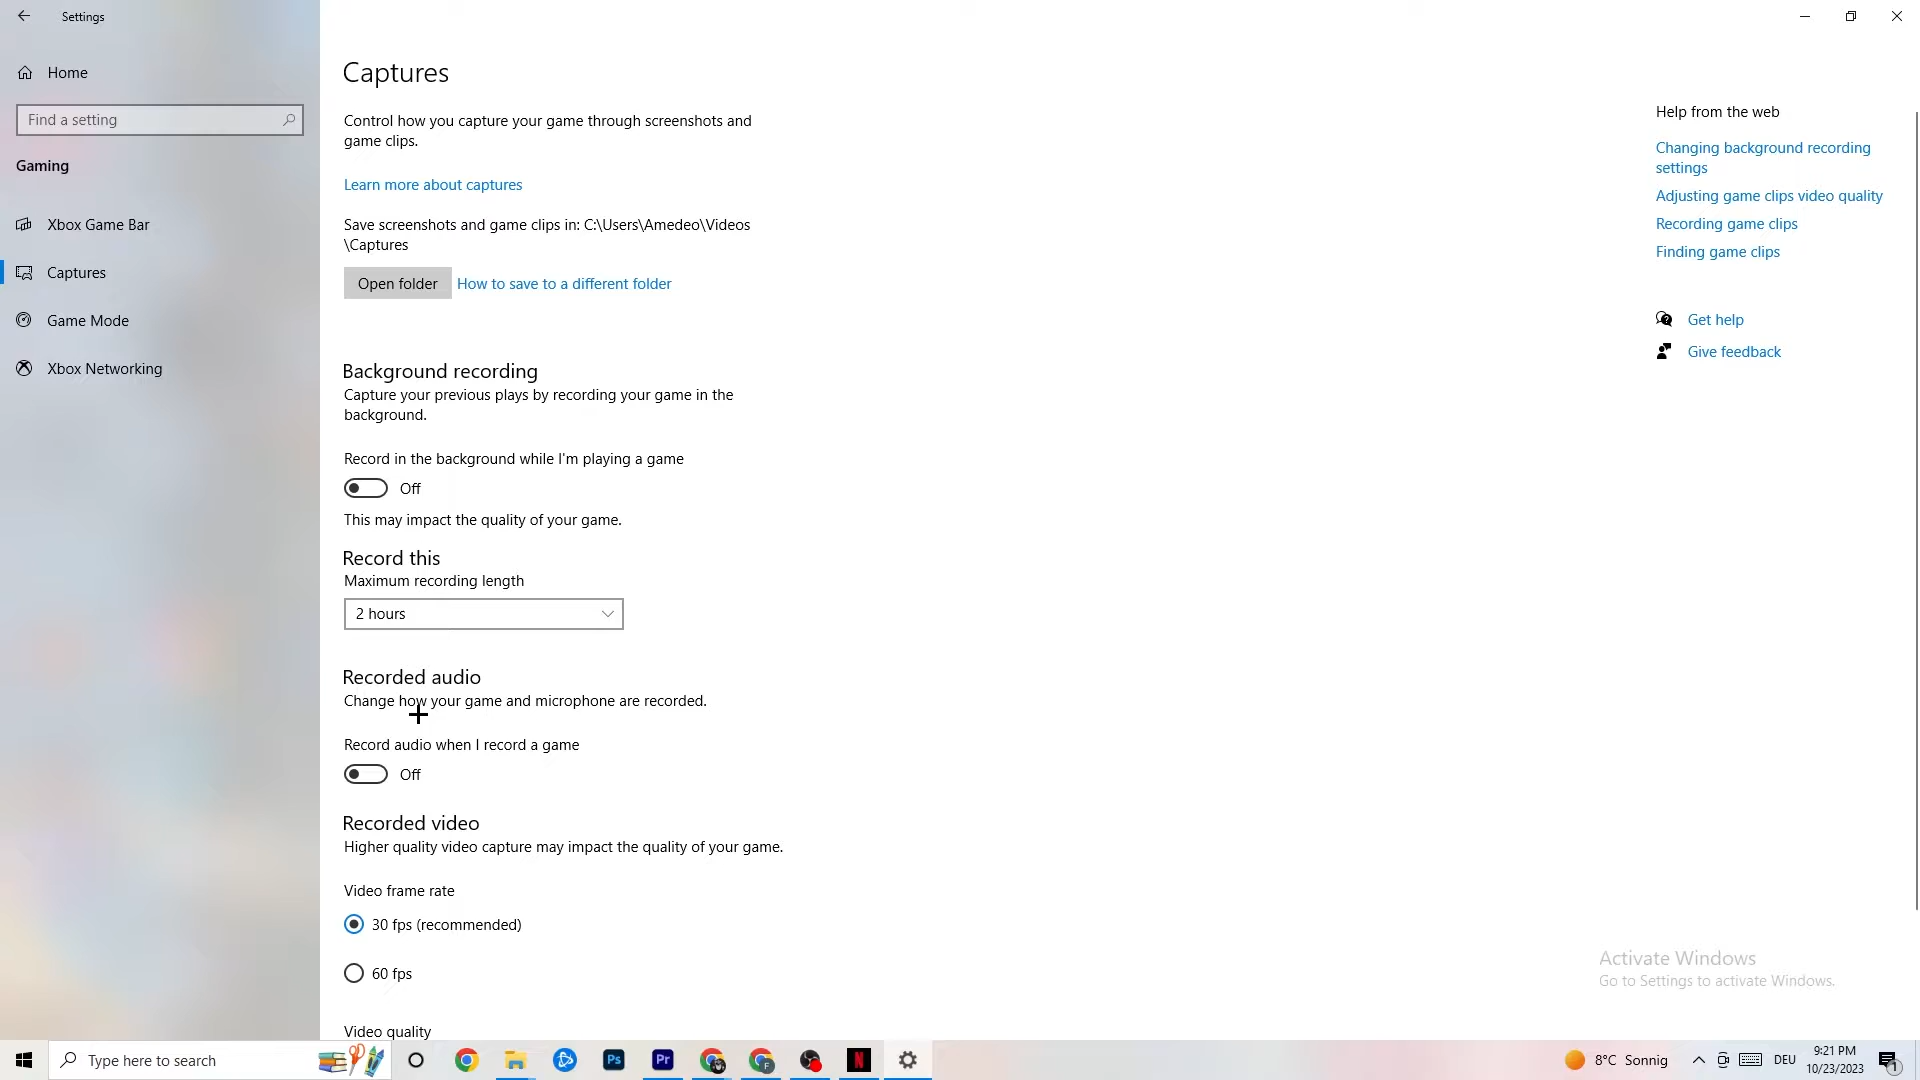 Settings
Home
Find a setting
Gaming
Xbox Game Bar
Captures
Game Mode
Xbox Networking
Captures
Control how you capture your game through screenshots and
game clips.
Learn more about captures
Save screenshots and game clips in: C:\Users\Amedeo\Videos
\Captures
Open folder How to save to a different folder
Background recording
Capture your previous plays by recording your game in the
background.
Record in the background while I'm playing a game
Off
This may impact the quality of your game.
Record this
Maximum recording length
2 hours
Recorded audio
Change how your game and microphone are recorded.
Record audio when I record a game
Off
Recorded video
Higher quality video capture may impact the quality of your game.
Video frame rate
30 fps (recommended)
60 fps
Video quality
Help from the web
Changing background recording
settings
Adjusting game clips video quality
Recording game clips
Finding game clips
Get help
Give feedback
Activate Windows
Go to Settings to activate Windows.
Type here to search
Ps
Pr
F
N
8°C Sonnig
DEU
9:21 PM
10/23/2023
1